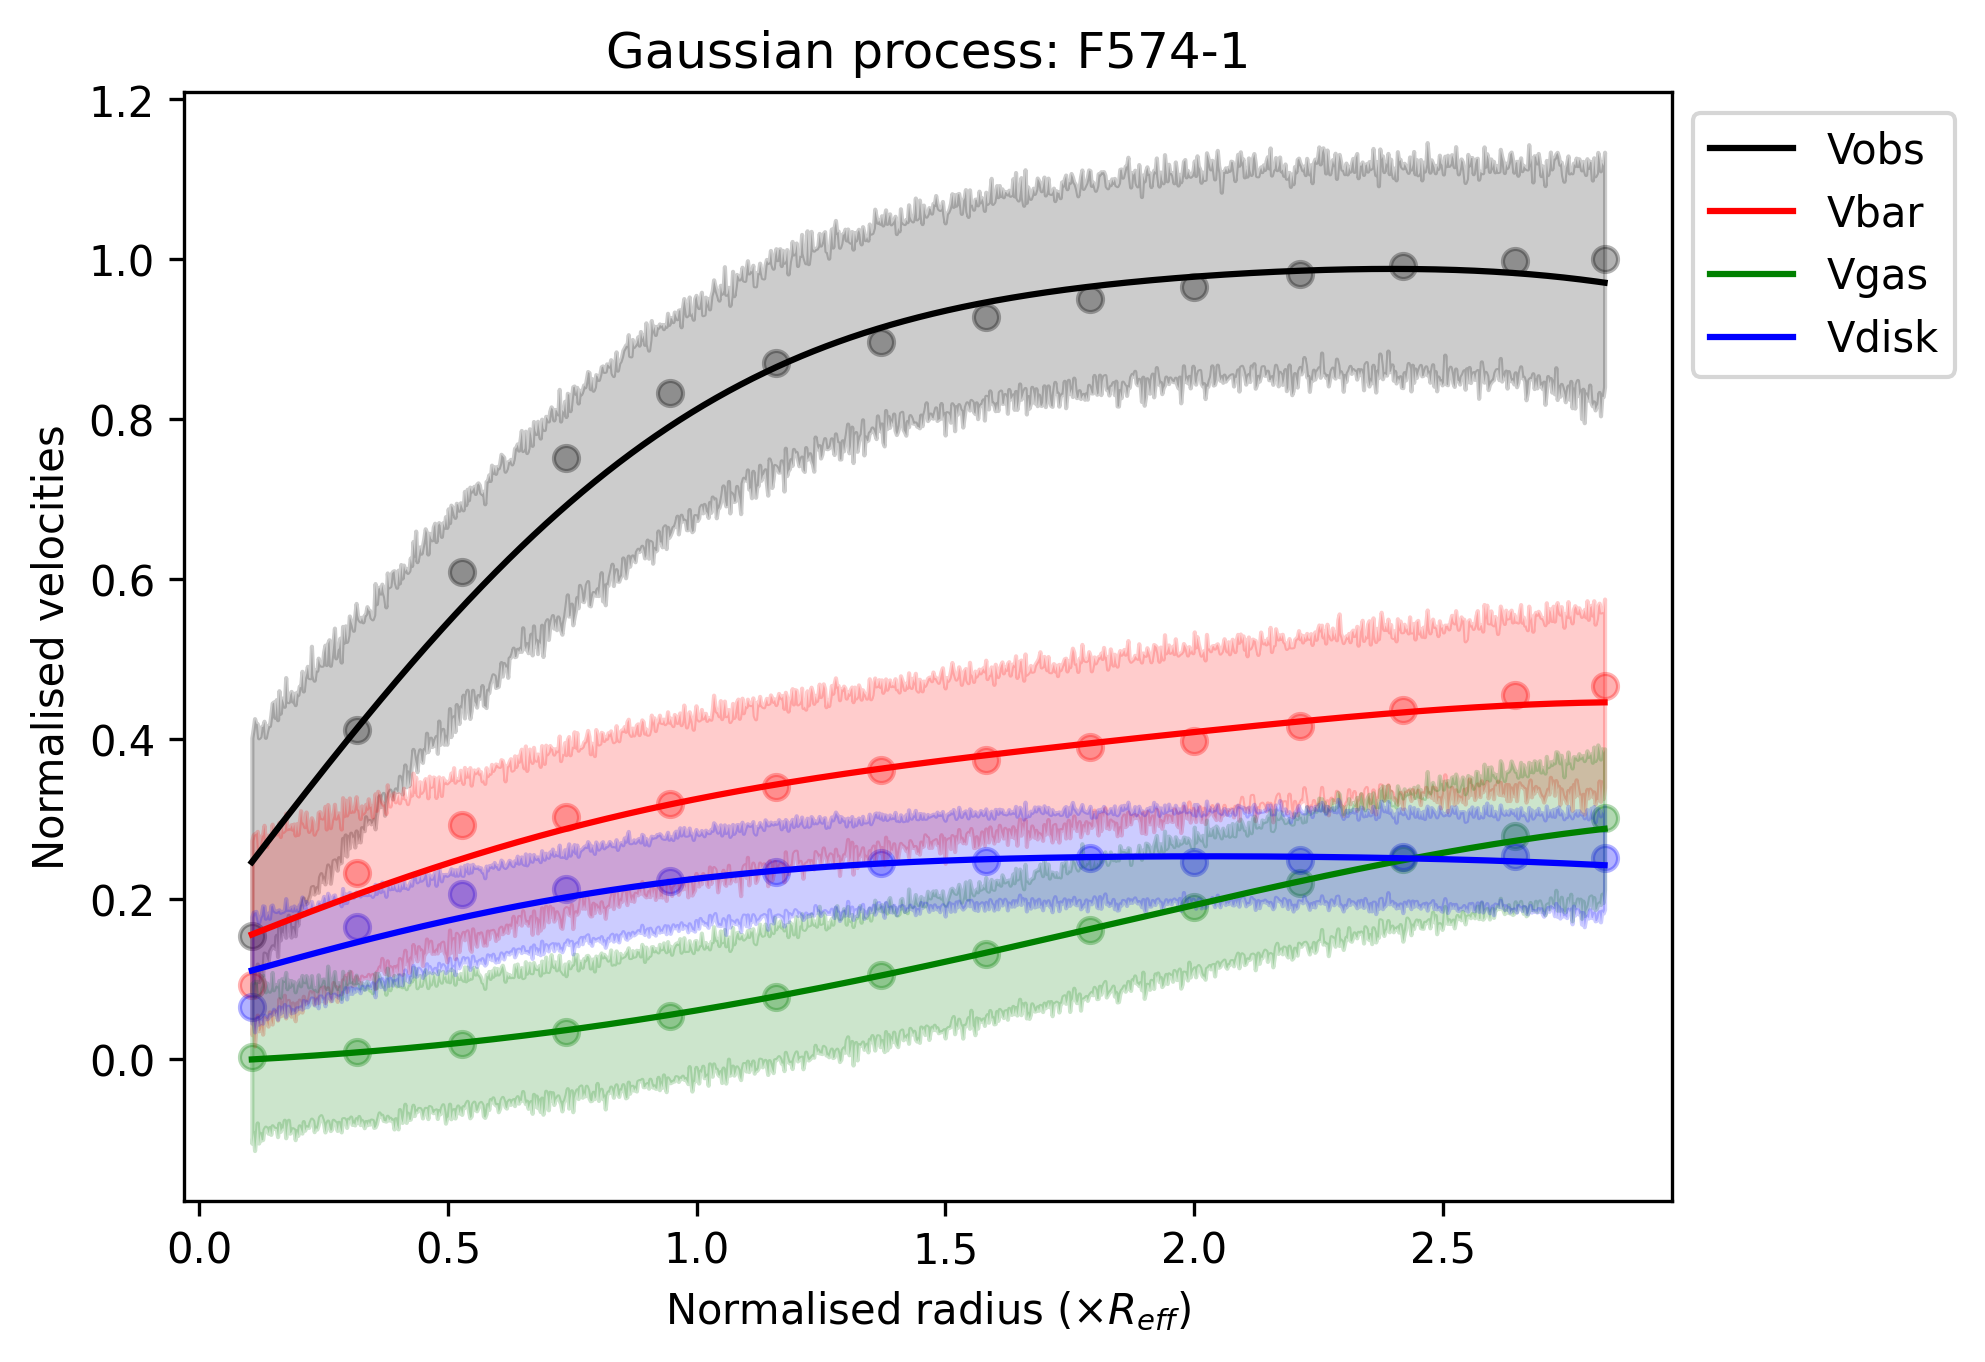 Gaussian process: F574-1
1.2
1.0
0.8
0.6
0.4
0.2
0.0
Normalised velocities
0.0 0.5 1.0 1.5 2.0 2.5
Normalised radius (×R_eff)
Vobs
Vbar
Vgas
Vdisk